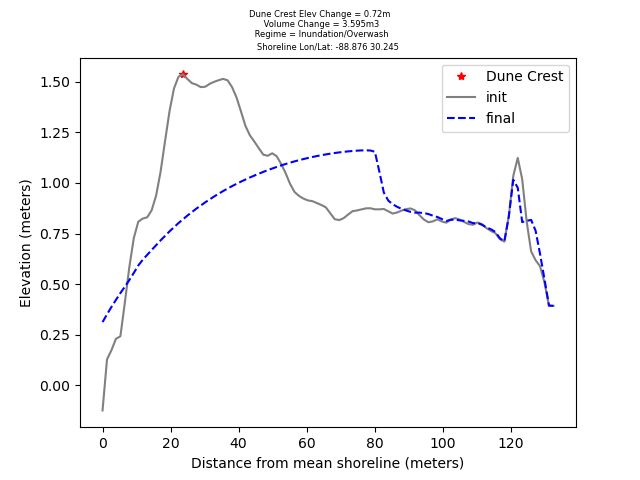 Dune Crest Elev Change = 0.72m
Volume Change = 3.595m
Regime = Inundation/Overwash
Shoreline Lon/Lat: -88.876 30.245
Dune Crest
init
final
1.50
1.25
1.00
0.75
0.50
0.25
0.00
Elevation (meters)
0 20 40 60 80 100 120
Distance from mean shoreline (meters)